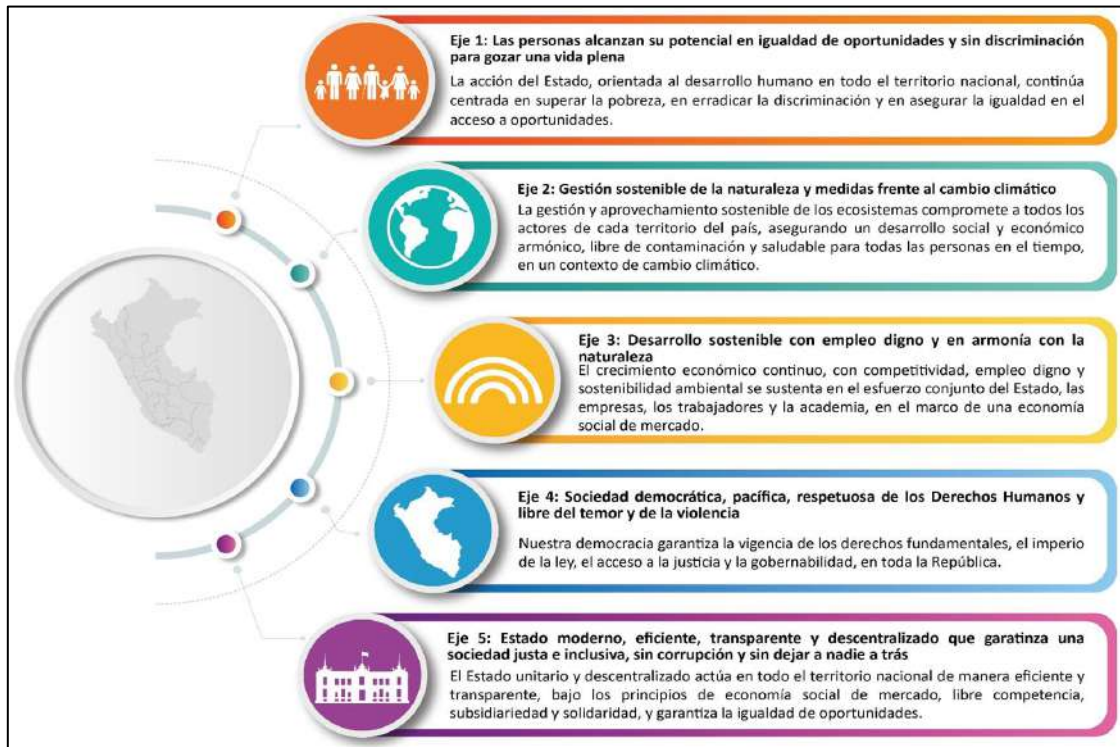 Eje 1: Las personas alcanzan su potencial en igualdad de oportunidades y sin discriminación
para gozar una vida plena
La acción del Estado, orientada al desarrollo humano en todo el territorio nacional, continúa
centrada en superar la pobreza, en erradicar la discriminación y en asegurar la igualdad en el
acceso a oportunidades.
Eje 2: Gestión sostenible de la naturaleza y medidas frente al cambio climático
La gestión y aprovechamiento sostenible de los ecosistemas compromete a todos los
actores de cada territorio del país, asegurando un desarrollo social y económico
armónico, libre de contaminación y saludable para todas las personas en el tiempo,
en un contexto de cambio climático.
Eje 3: Desarrollo sostenible con empleo digno y en armonía con la
naturaleza
El crecimiento económico continuo, con competitividad, empleo digno y
sostenibilidad ambiental se sustenta en el esfuerzo conjunto del Estado, las
empresas, los trabajadores y la academia, en el marco de una economía
social de mercado.
Eje 4: Sociedad democrática, pacífica, respetuosa de los Derechos Humanos y
libre del temor y de la violencia
Nuestra democracia garantiza la vigencia de los derechos fundamentales, el imperio
de la ley, el acceso a la justicia y la gobernabilidad, en toda la República.
Eje 5: Estado moderno, eficiente, transparente y descentralizado que garatinza una
sociedad justa e inclusiva, sin corrupción y sin dejar a nadie a trás
El Estado unitario y descentralizado actúa en todo el territorio nacional de manera eficiente y
transparente, bajo los principios de economía social de mercado, libre competencia,
subsidiariedad y solidaridad, y garantiza la igualdad de oportunidades.